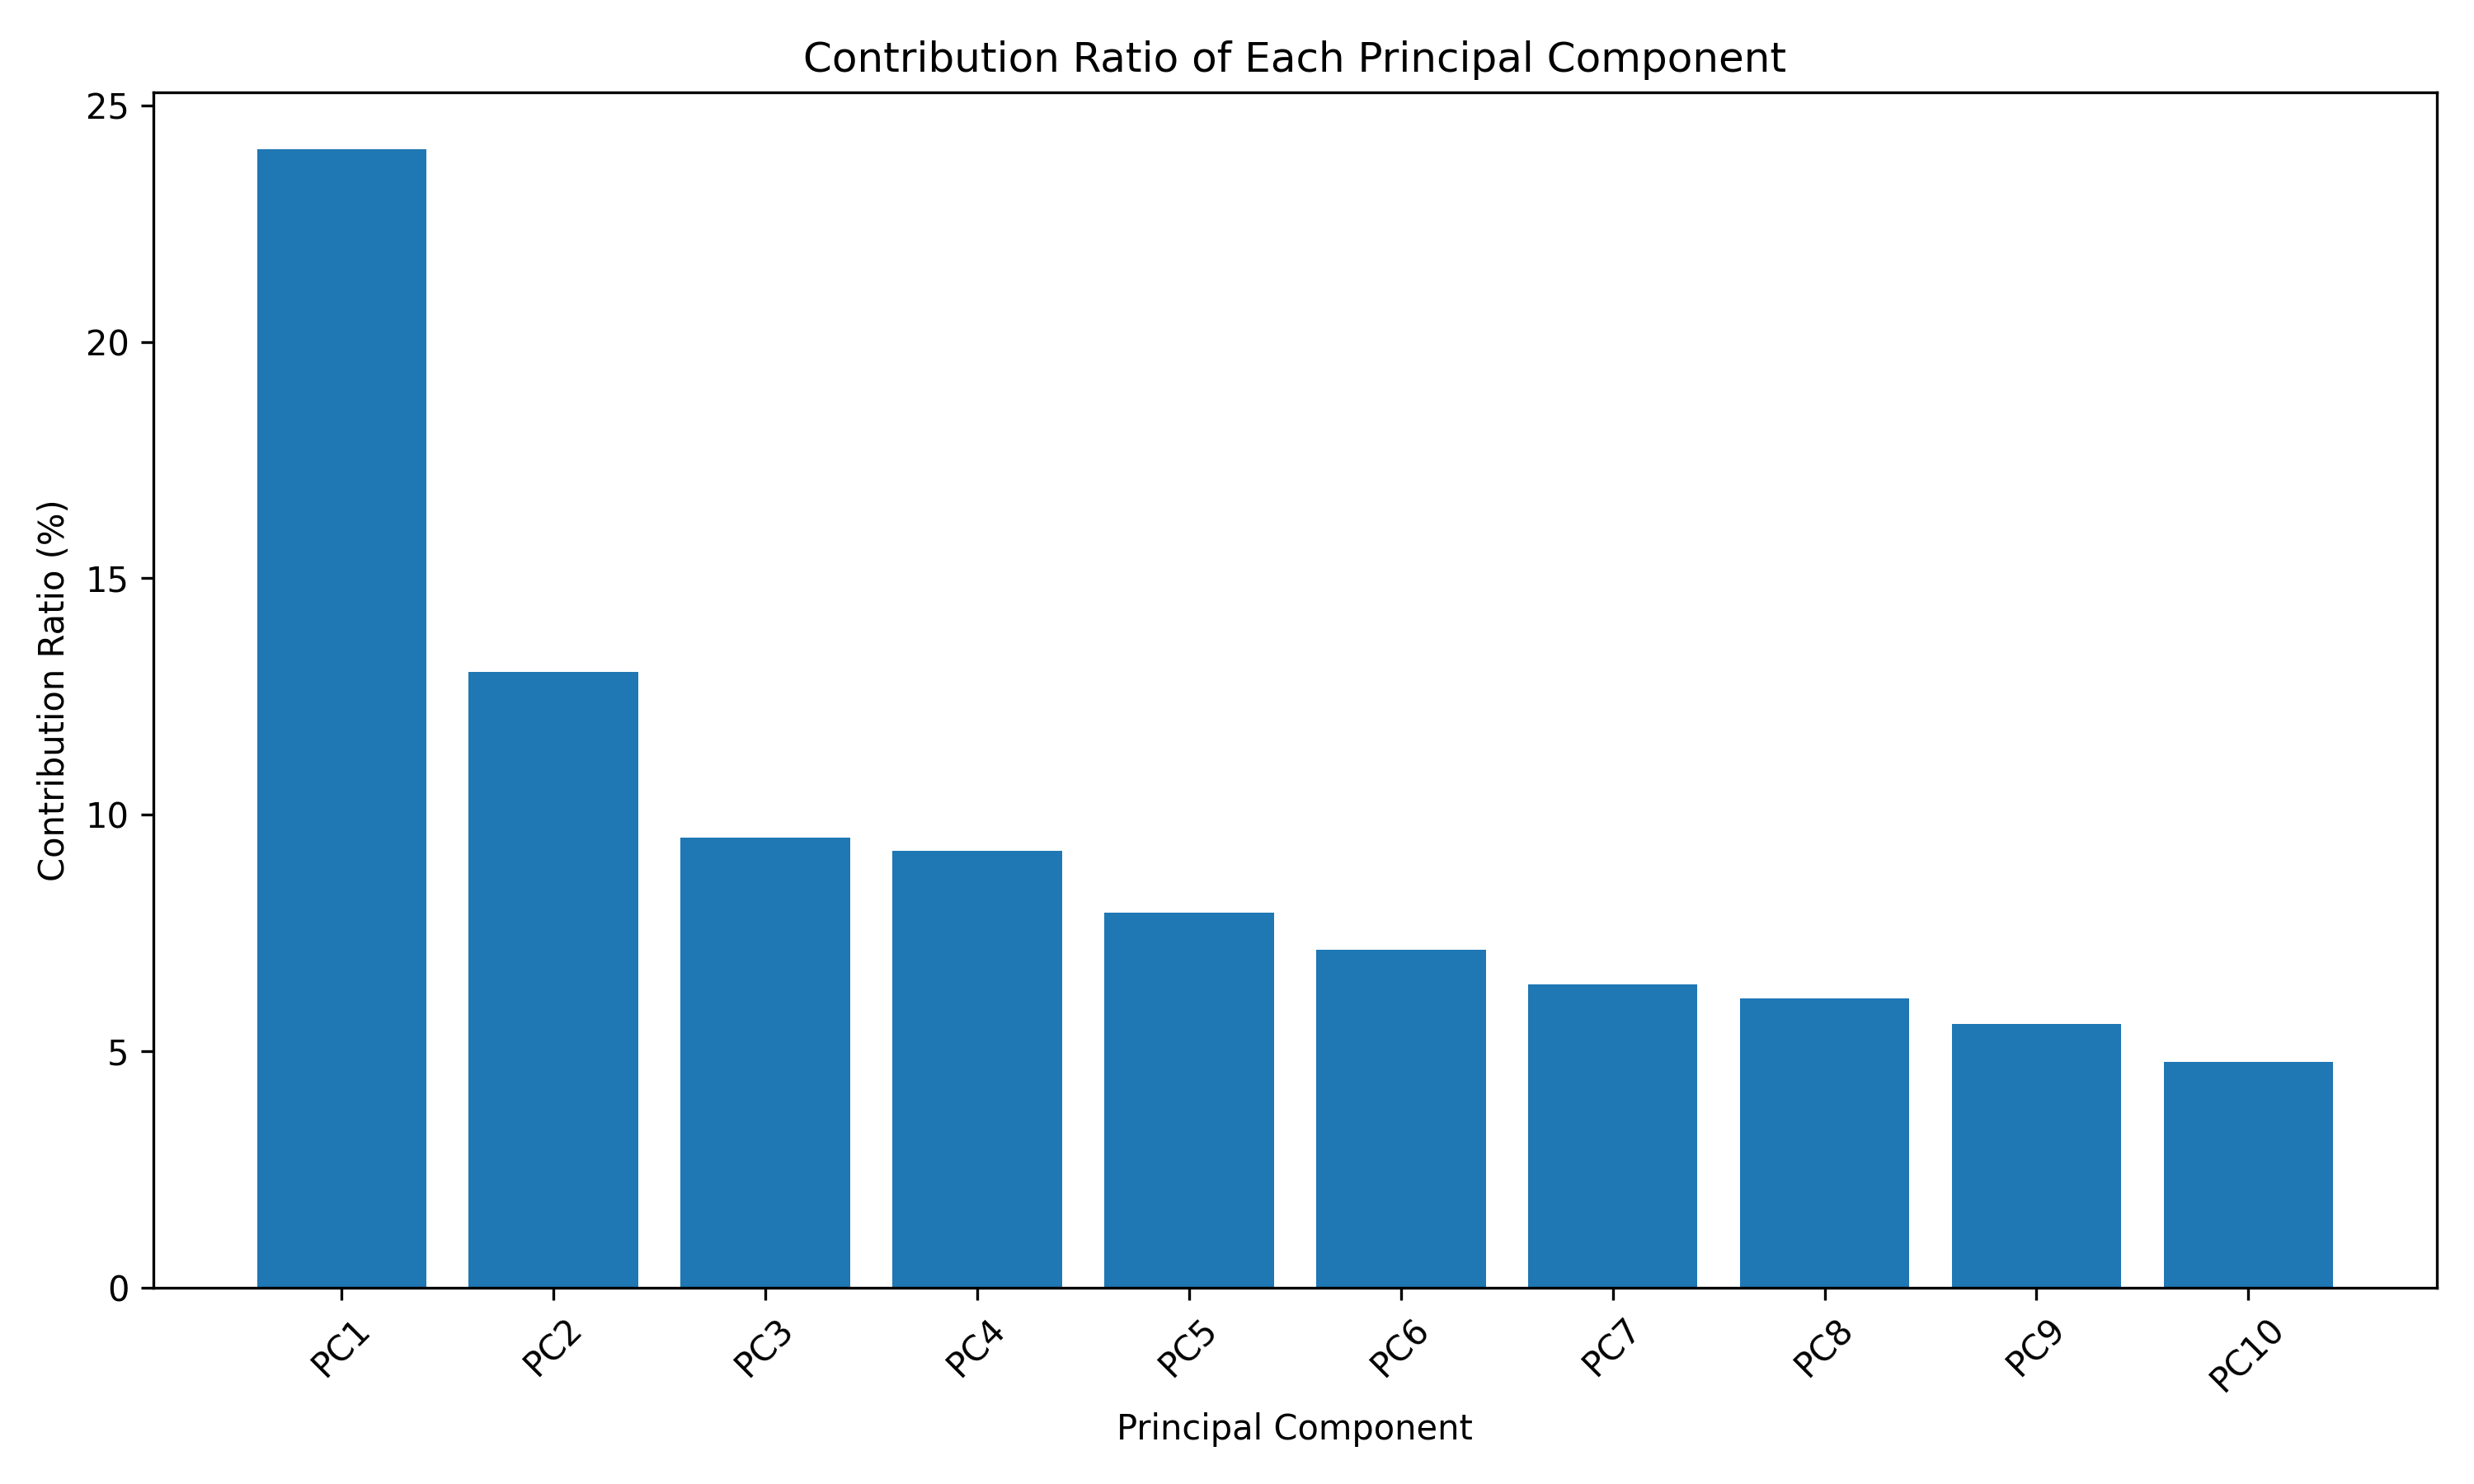 Contribution Ratio of Each Principal Component
25
20
15
10
5
0
Contribution Ratio (%)
PC1
PC2
PC3
PC4
PC5
PC6
PC7
PC8
PC9
PC10
Principal Component